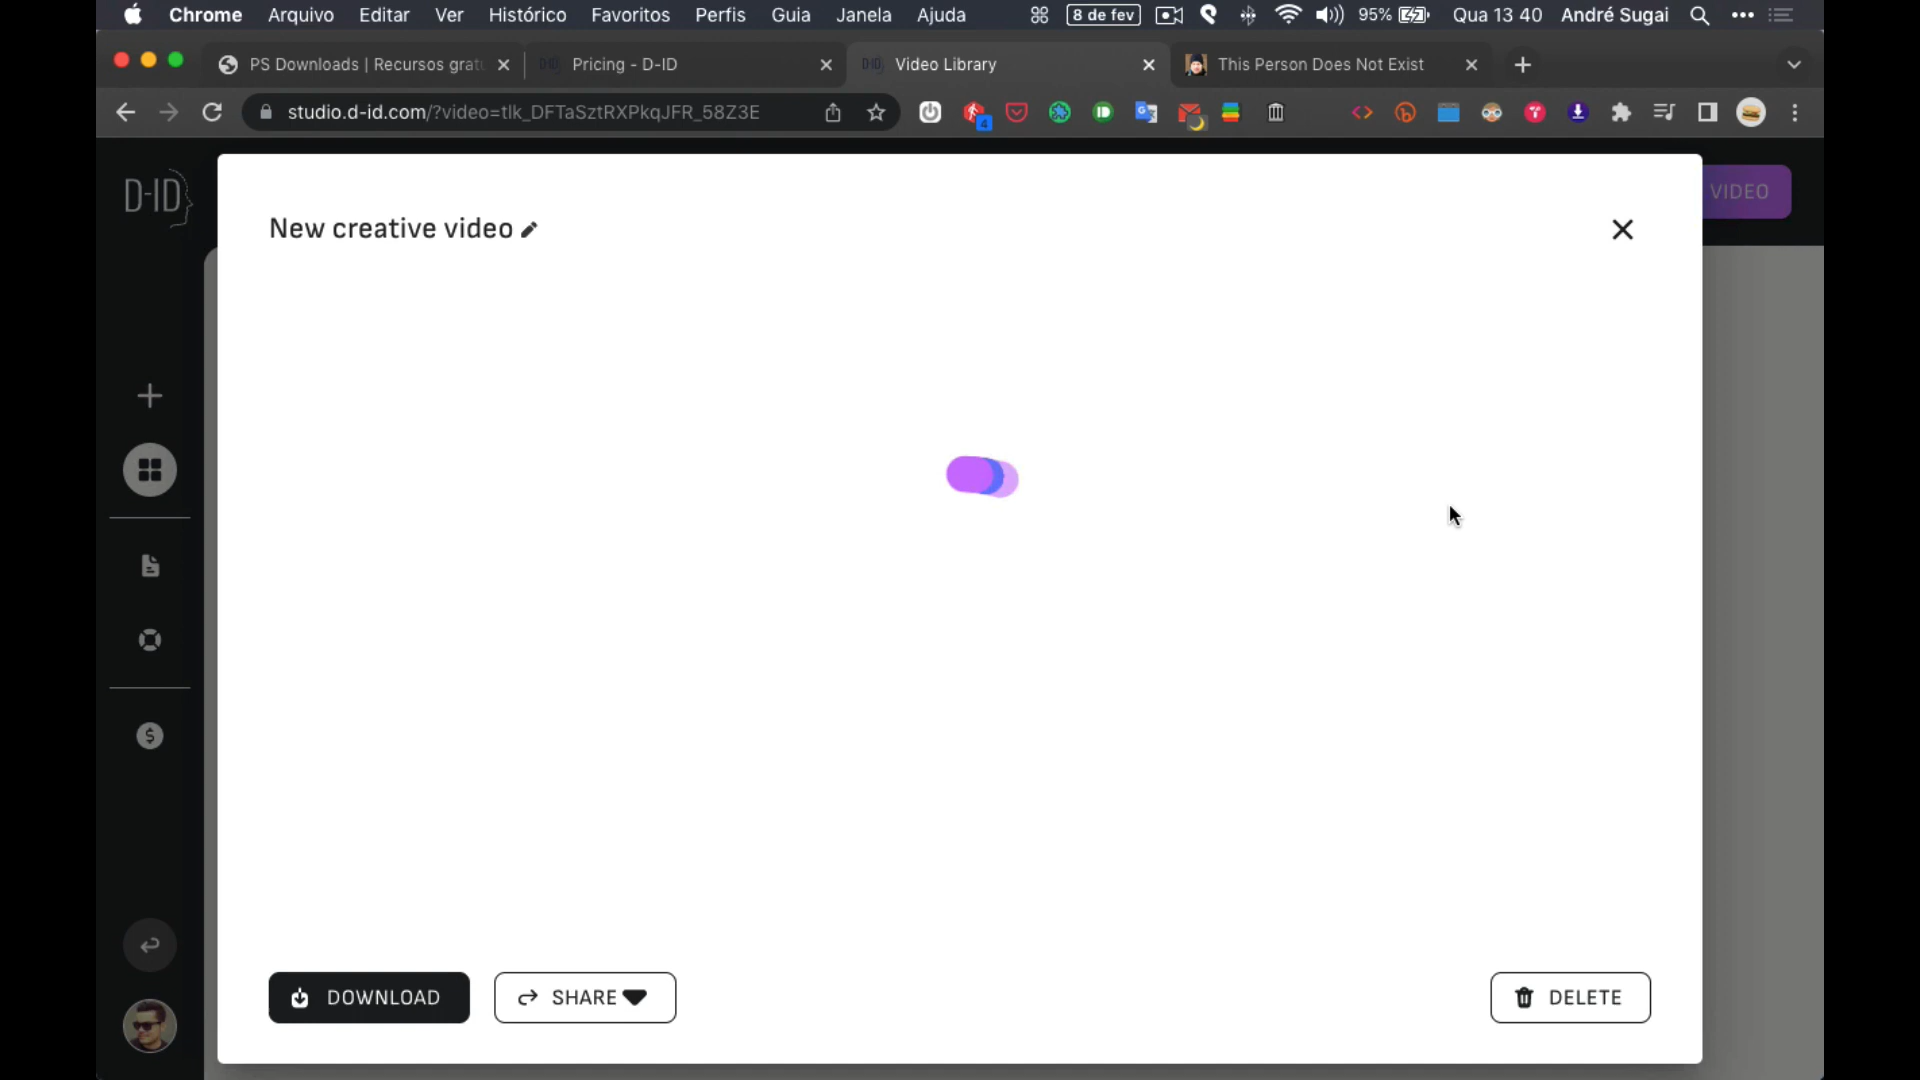 Chrome Arquivo Editar Ver Histórico Favoritos Perfis Guia Janela Ajuda 8 de fev 95% Qua 13 40 André Sugai
PS Downloads | Recursos grat Pricing - D-ID Video Library This Person Does Not Exist
studio.d-id.com/?video=tlk_DFTaSztRXPkqJFR_58Z3E 4
D-ID
VIDEO
New creative video
DOWNLOAD SHARE DELETE